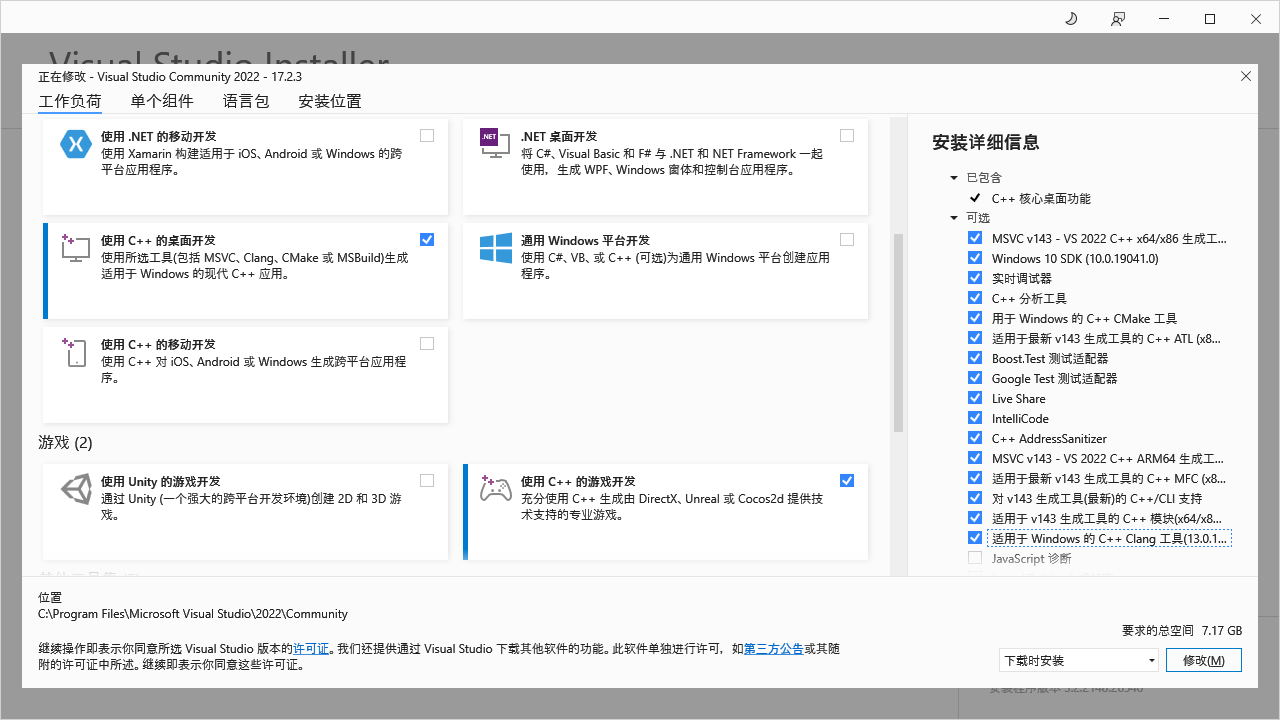 Visual Studio Installer
正在修改 - Visual Studio Community 2022 - 17.2.3
工作负荷 单个组件 语言包 安装位置
使用 .NET 的移动开发
使用 Xamarin 构建适用于 iOS、Android 或 Windows 的跨
平台应用程序。
.NET
.NET 桌面开发
将 C#、Visual Basic 和 F# 与 .NET 和 NET Framework 一起
使用，生成 WPF、Windows 窗体和控制台应用程序。
使用 C++ 的桌面开发
使用所选工具(包括 MSVC、Clang、CMake 或 MSBuild)生成
适用于 Windows 的现代 C++ 应用。
通用 Windows 平台开发
使用 C#、VB、或 C++ (可选)为通用 Windows 平台创建应用
程序。
使用 C++ 的移动开发
使用 C++ 对 iOS、Android 或 Windows 生成跨平台应用程
序。
游戏 (2)
使用 Unity 的游戏开发
通过 Unity (一个强大的跨平台开发环境)创建 2D 和 3D 游
戏。
使用 C++ 的游戏开发
充分使用 C++ 生成由 DirectX、Unreal 或 Cocos2d 提供技
术支持的专业游戏。
安装详细信息
已包含
C++ 核心桌面功能
可选
MSVC v143 - VS 2022 C++ x64/x86 生成工...
Windows 10 SDK (10.0.19041.0)
实时调试器
C++ 分析工具
用于 Windows 的 C++ CMake 工具
适用于最新 v143 生成工具的 C++ ATL (x8...
Boost.Test 测试适配器
Google Test 测试适配器
Live Share
IntelliCode
C++ AddressSanitizer
MSVC v143 - VS 2022 C++ ARM64 生成工...
适用于最新 v143 生成工具的 C++ MFC (x8...
对 v143 生成工具(最新)的 C++/CLI 支持
适用于 v143 生成工具的 C++ 模块(x64/x8...
适用于 Windows 的 C++ Clang 工具(13.0.1...
JavaScript 诊断
位置
C:\Program Files\Microsoft Visual Studio\2022\Community
继续操作即表示你同意所选 Visual Studio 版本的许可证。我们还提供通过 Visual Studio 下载其他软件的功能。此软件单独进行许可，如第三方公告或其随
附的许可证中所述。继续即表示你同意这些许可证。
要求的总空间 7.17 GB
下载时安装
修改(M)